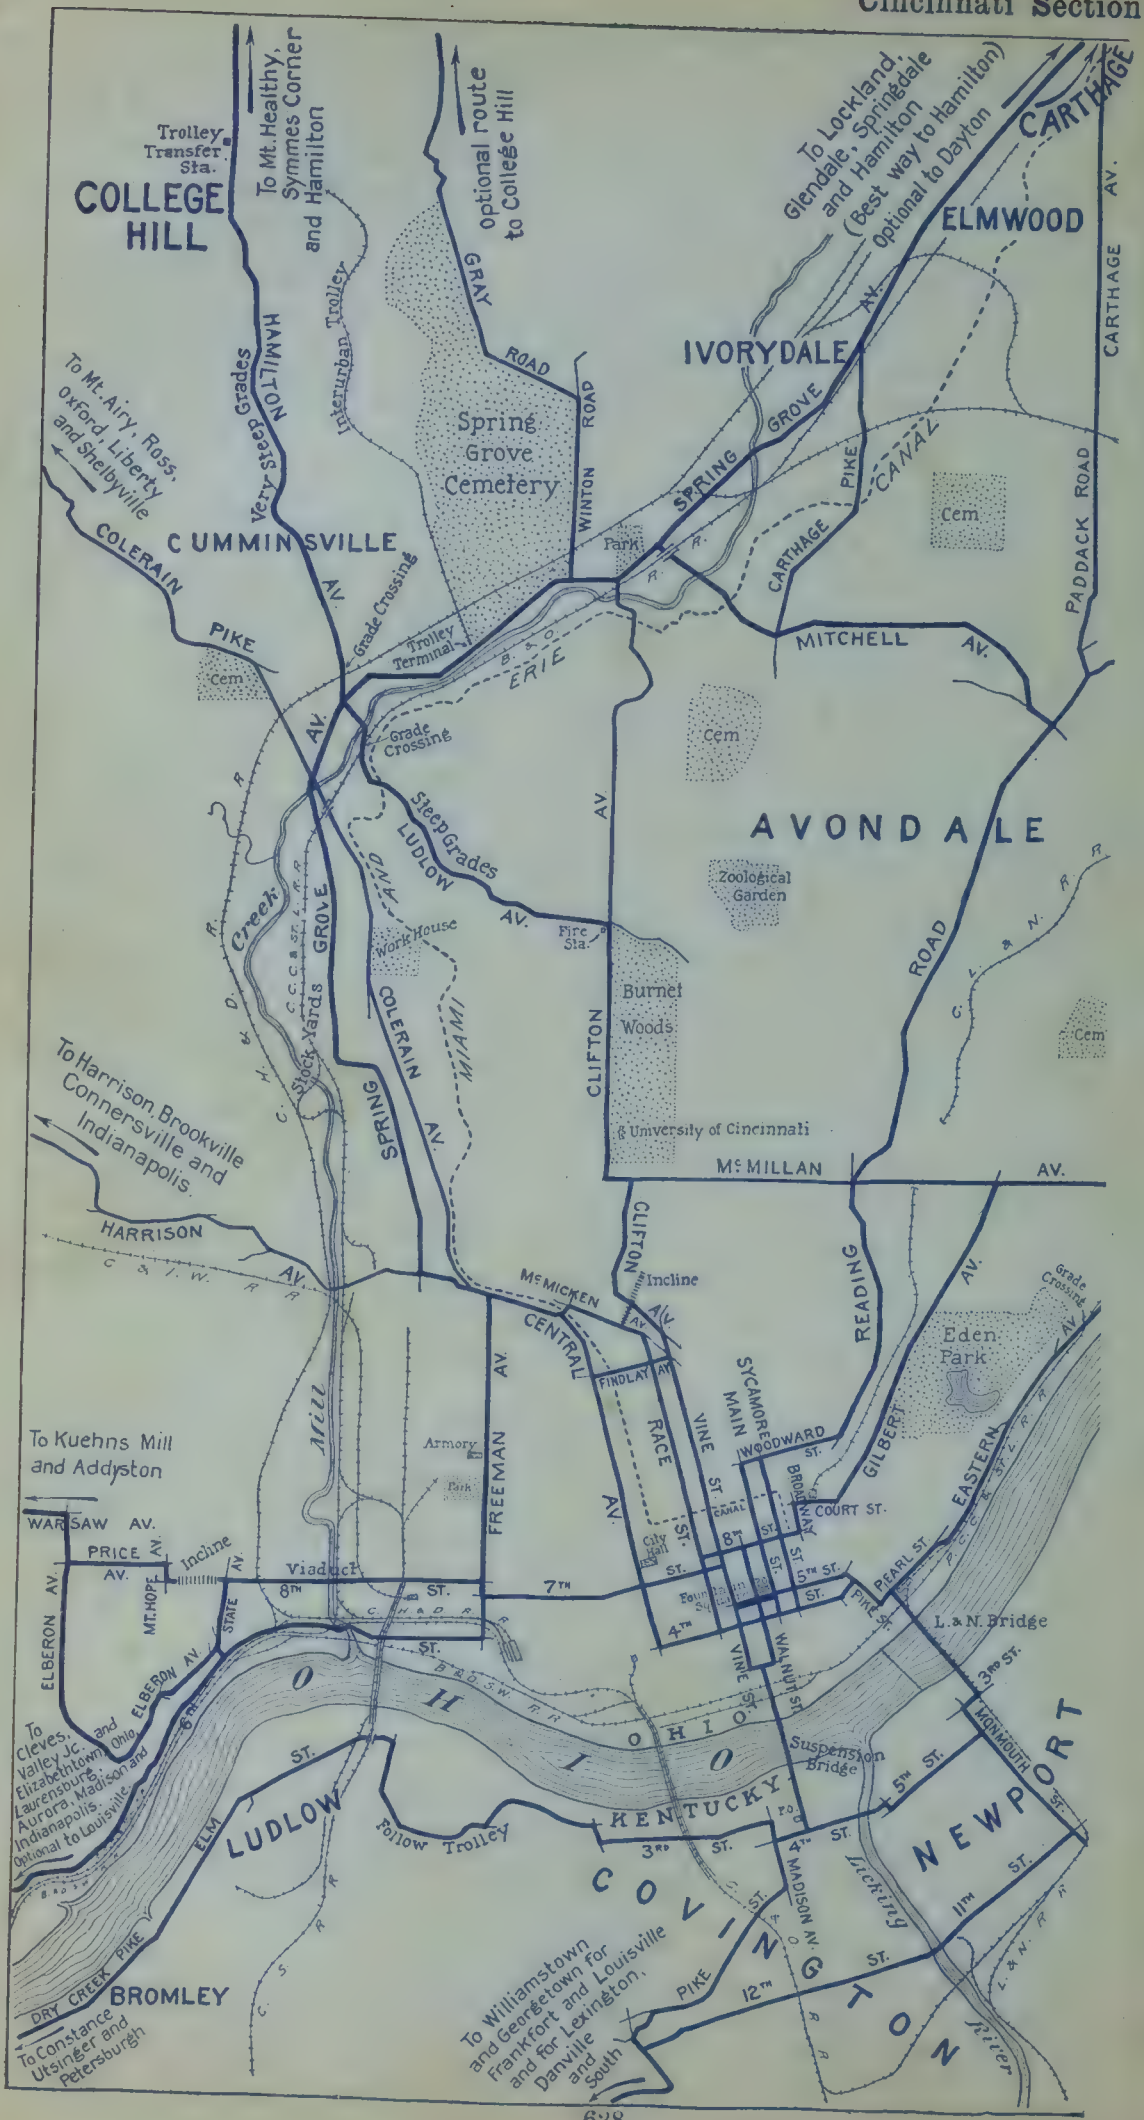 Cincinnati Section
To Mt. Healthy,
Symmes Corner
and Hamilton
Optional route
to College Hill
To Lockland,
Glendale, Springdale
and Hamilton
(Best way to Hamilton)
Optional to Dayton
CARTHAGE
Trolley
Transfer
Sta.
COLLEGE
HILL
ELMWOOD
CARTHAGE AV.
GRAY
ROAD
Interurban Trolley
HAMILTON
AV.
Very Steep Grades
IVORYDALE
AV.
To Mt. Airy, Ross,
Oxford, Liberty
and Shelbyville
Spring
Grove
Cemetery
WINTON
ROAD
SPRING
GROVE
PIKE
CANAL
CARTHAGE
Cem
PADDACK ROAD
COLERAIN
PIKE
CUMMINSVILLE
Grade Crossing
Park
R. R.
Trolley
Terminal
B. & O.
ERIE
MITCHELL
AV.
Cem
Cem
AV.
Grade
Crossing
Steep Grades
LUDLOW
AV.
AVONDALE
Zoological
Garden
AV.
Fire
Sta.
Burnet
Woods
CLIFTON
University of Cincinnati
ROAD
C. L. & N. R. R.
Cem
C. H. & D. R. R.
Creek
C. C. C. & ST. L. R. R
GROVE
AND
Work House
Stock Yards
COLERAIN
AV.
MIAMI
SPRING
To Harrison, Brookville
Connersville and
Indianapolis.
McMILLAN
AV.
HARRISON
AV.
C & I. W. R R
CLIFTON
Incline
AV.
McMICKEN
AV
CENTRAL
READING
AV.
GILBERT
Grade
Crossing
Eden
Park
AV
EASTERN
P. C. C. & ST. L. R R
FINDLAY AV
Mill
AV.
FREEMAN
Armory
Park
RACE
ST.
VINE
ST.
MAIN
SYCAMORE
WOODWARD
ST.
BROADWAY
COURT ST.
CANAL
ST.
AV.
City
Hall
8TH
ST.
ST.
5TH ST.
ST.
PEARL ST.
PIKE ST.
To Kuehns Mill
and Addyston
WARSAW AV.
PRICE
AV.
AV.
MT. HOPE
Incline
AV.
STATE
Viaduct
8TH
ST.
7TH
ST.
4TH
VINE ST.
WALNUT ST.
C. H & D R R
ST.
ELBERON AV.
ELBERON AV.
6TH
L. & N. Bridge
3RD ST.
MONMOUTH
ST.
B & O. S.W. R. R
OHIO
OHIO
Suspension
Bridge
KENTUCKY
P.O.
5TH ST.
NEWPORT
To
Cleves,
Valley Jc. and
Elizabethtown, Ohio,
Laurensburg,
Aurora, Madison and
Indianapolis.
Optional to Louisville.
B. & O. S.W.
ST.
ELM
LUDLOW
Follow Trolley
3RD ST.
4TH ST.
COVINGTON
ST.
MADISON AV.
Licking
River
11TH
ST.
L. & N. R. R
12TH
ST.
PIKE
C. & O. R R
C. S R R
DRY CREEK PIKE
BROMLEY
To Constance
Utsinger and
Petersburgh
To Williamstown
and Georgetown for
Frankfort and Louisville
and for Lexington,
Danville
and
South
628